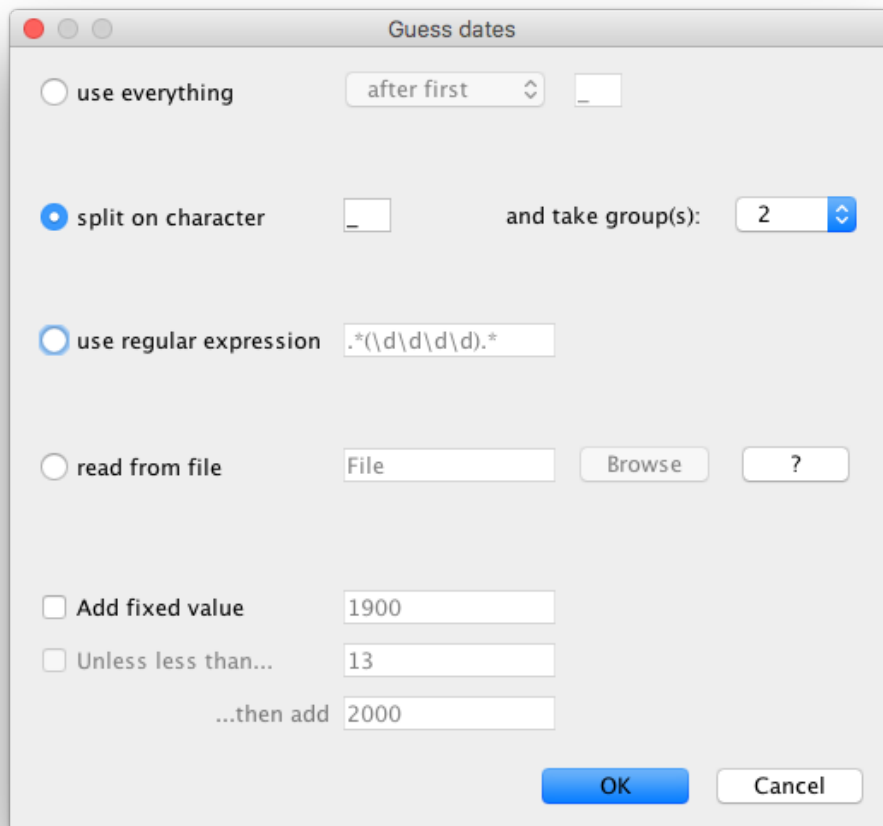 Guess dates
use everything after first _
split on character _ and take group(s): 2
use regular expression .*(\d\d\d\d).*
read from file File Browse ?
Add fixed value 1900
Unless less than... 13
...then add 2000
OK Cancel